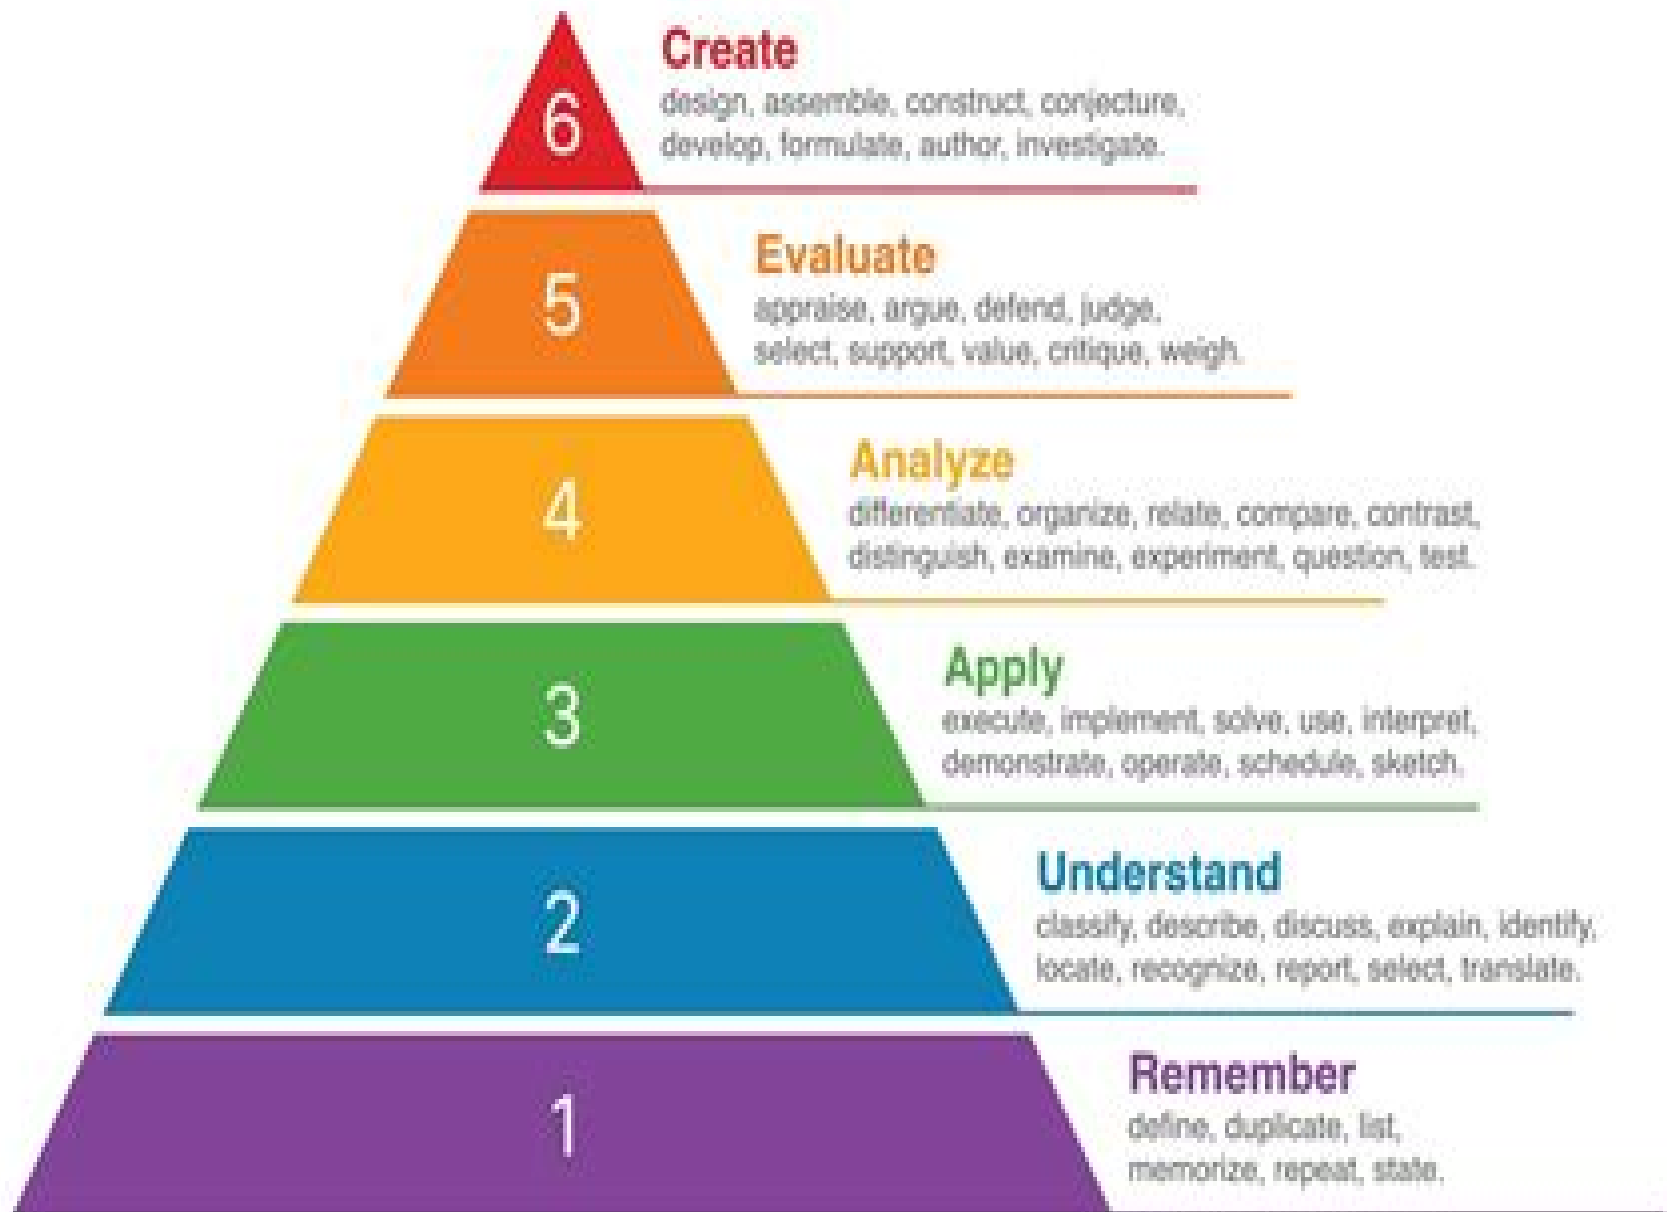 6
Create
design, assemble, construct, conjecture,
develop, formulate, author, investigate.
5
Evaluate
appraise, argue, defend, judge,
select, support, value, critique, weigh.
4
Analyze
differentiate, organize, relate, compare, contrast,
distinguish, examine, experiment, question, test.
3
Apply
execute, implement, solve, use, interpret,
demonstrate, operate, schedule, sketch.
2
Understand
classify, describe, discuss, explain, identify,
locate, recognize, report, select, translate.
1
Remember
define, duplicate, list,
memorize, repeat, state.